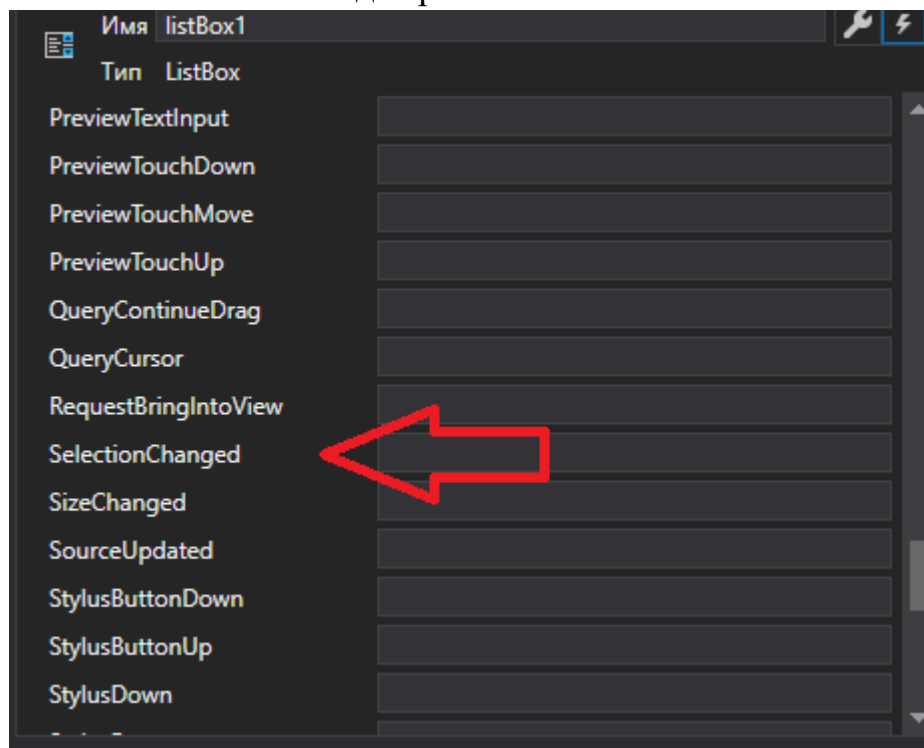 Имя listBox1
Тип ListBox
PreviewTextInput
PreviewTouchDown
PreviewTouchMove
PreviewTouchUp
QueryContinueDrag
QueryCursor
RequestBringIntoView
SelectionChanged
SizeChanged
SourceUpdated
StylusButtonDown
StylusButtonUp
StylusDown